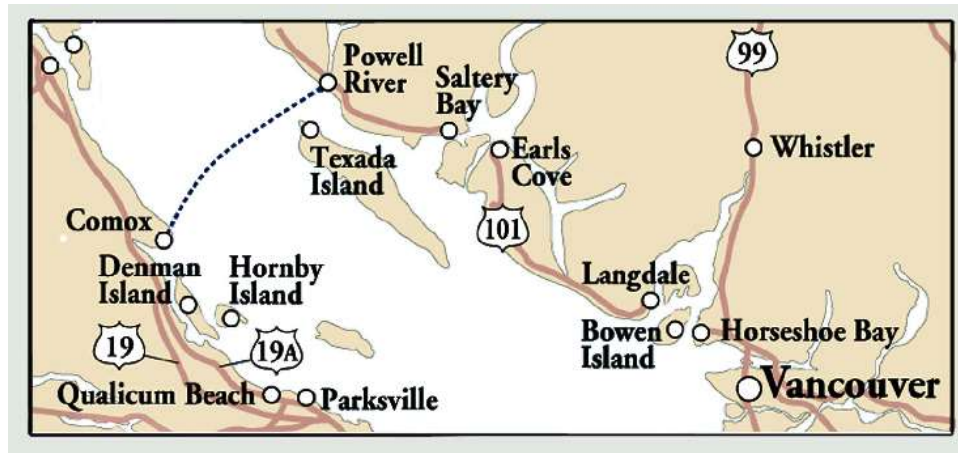 99
Powell
River
Saltery
Bay
Whistler
Earls
Cove
Texada
Island
Comox
101
Denman
Island
Hornby
Island
Langdale
Bowen
Island
Horseshoe Bay
19
19A
Qualicum Beach
Parksville
Vancouver